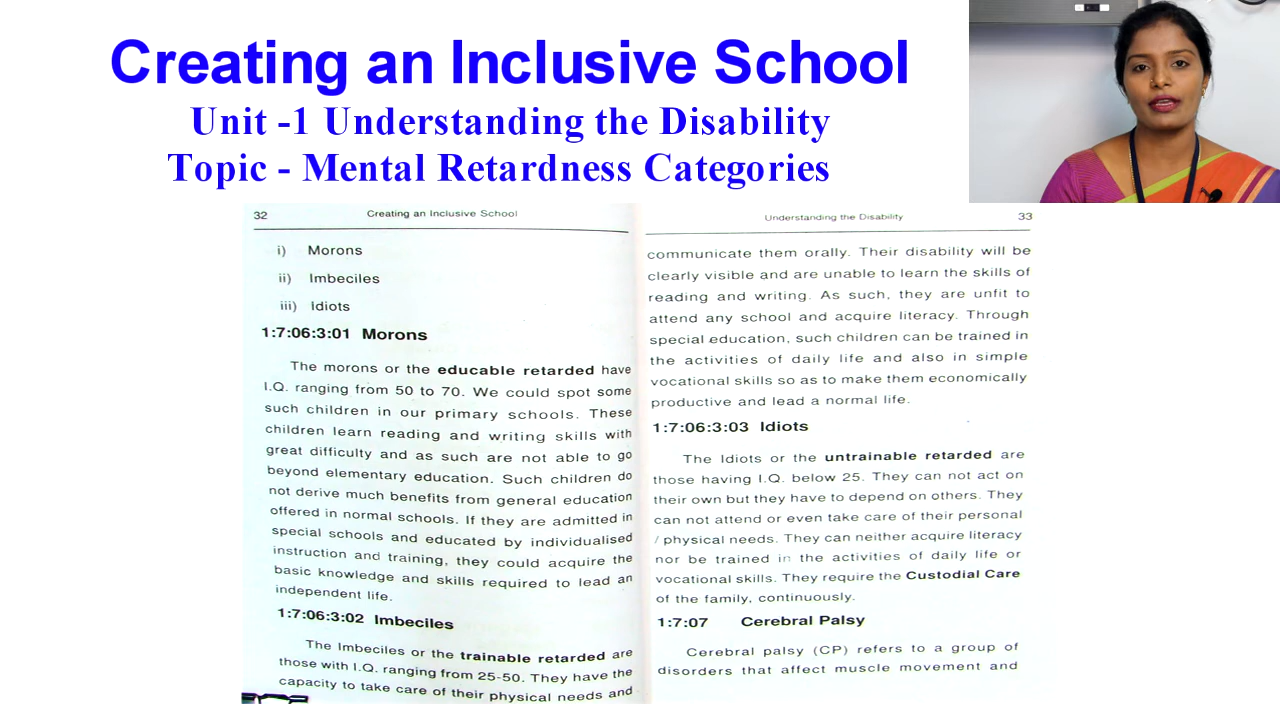 Creating an Inclusive School
Unit -1 Understanding the Disability
Topic - Mental Retardness Categories
32 Creating an Inclusive School
i) Morons
ii) Imbeciles
iii) Idiots
1:7:06:3:01 Morons
The morons or the educable retarded have
I.Q. ranging from 50 to 70. We could spot some
such children in our primary schools. These
children learn reading and writing skills with
great difficulty and as such are not able to go
beyond elementary education. Such children do
not derive much benefits from general education
offered in normal schools. If they are admitted in
special schools and educated by individualised
instruction and training, they could acquire the
basic knowledge and skills required to lead an
independent life.
1:7:06:3:02 Imbeciles
The Imbeciles or the trainable retarded are
those with I.Q. ranging from 25-50. They have the
capacity to take care of their physical needs and
Understanding the Disability 33
communicate them orally. Their disability will be
clearly visible and are unable to learn the skills of
reading and writing. As such, they are unfit to
attend any school and acquire literacy. Through
special education, such children can be trained in
the activities of daily life and also in simple
vocational skills so as to make them economically
productive and lead a normal life.
1:7:06:3:03 Idiots
The Idiots or the untrainable retarded are
those having I.Q. below 25. They can not act on
their own but they have to depend on others. They
can not attend or even take care of their personal
/ physical needs. They can neither acquire literacy
nor be trained in the activities of daily life or
vocational skills. They require the Custodial Care
of the family, continuously.
1:7:07 Cerebral Palsy
Cerebral palsy (CP) refers to a group of
disorders that affect muscle movement and